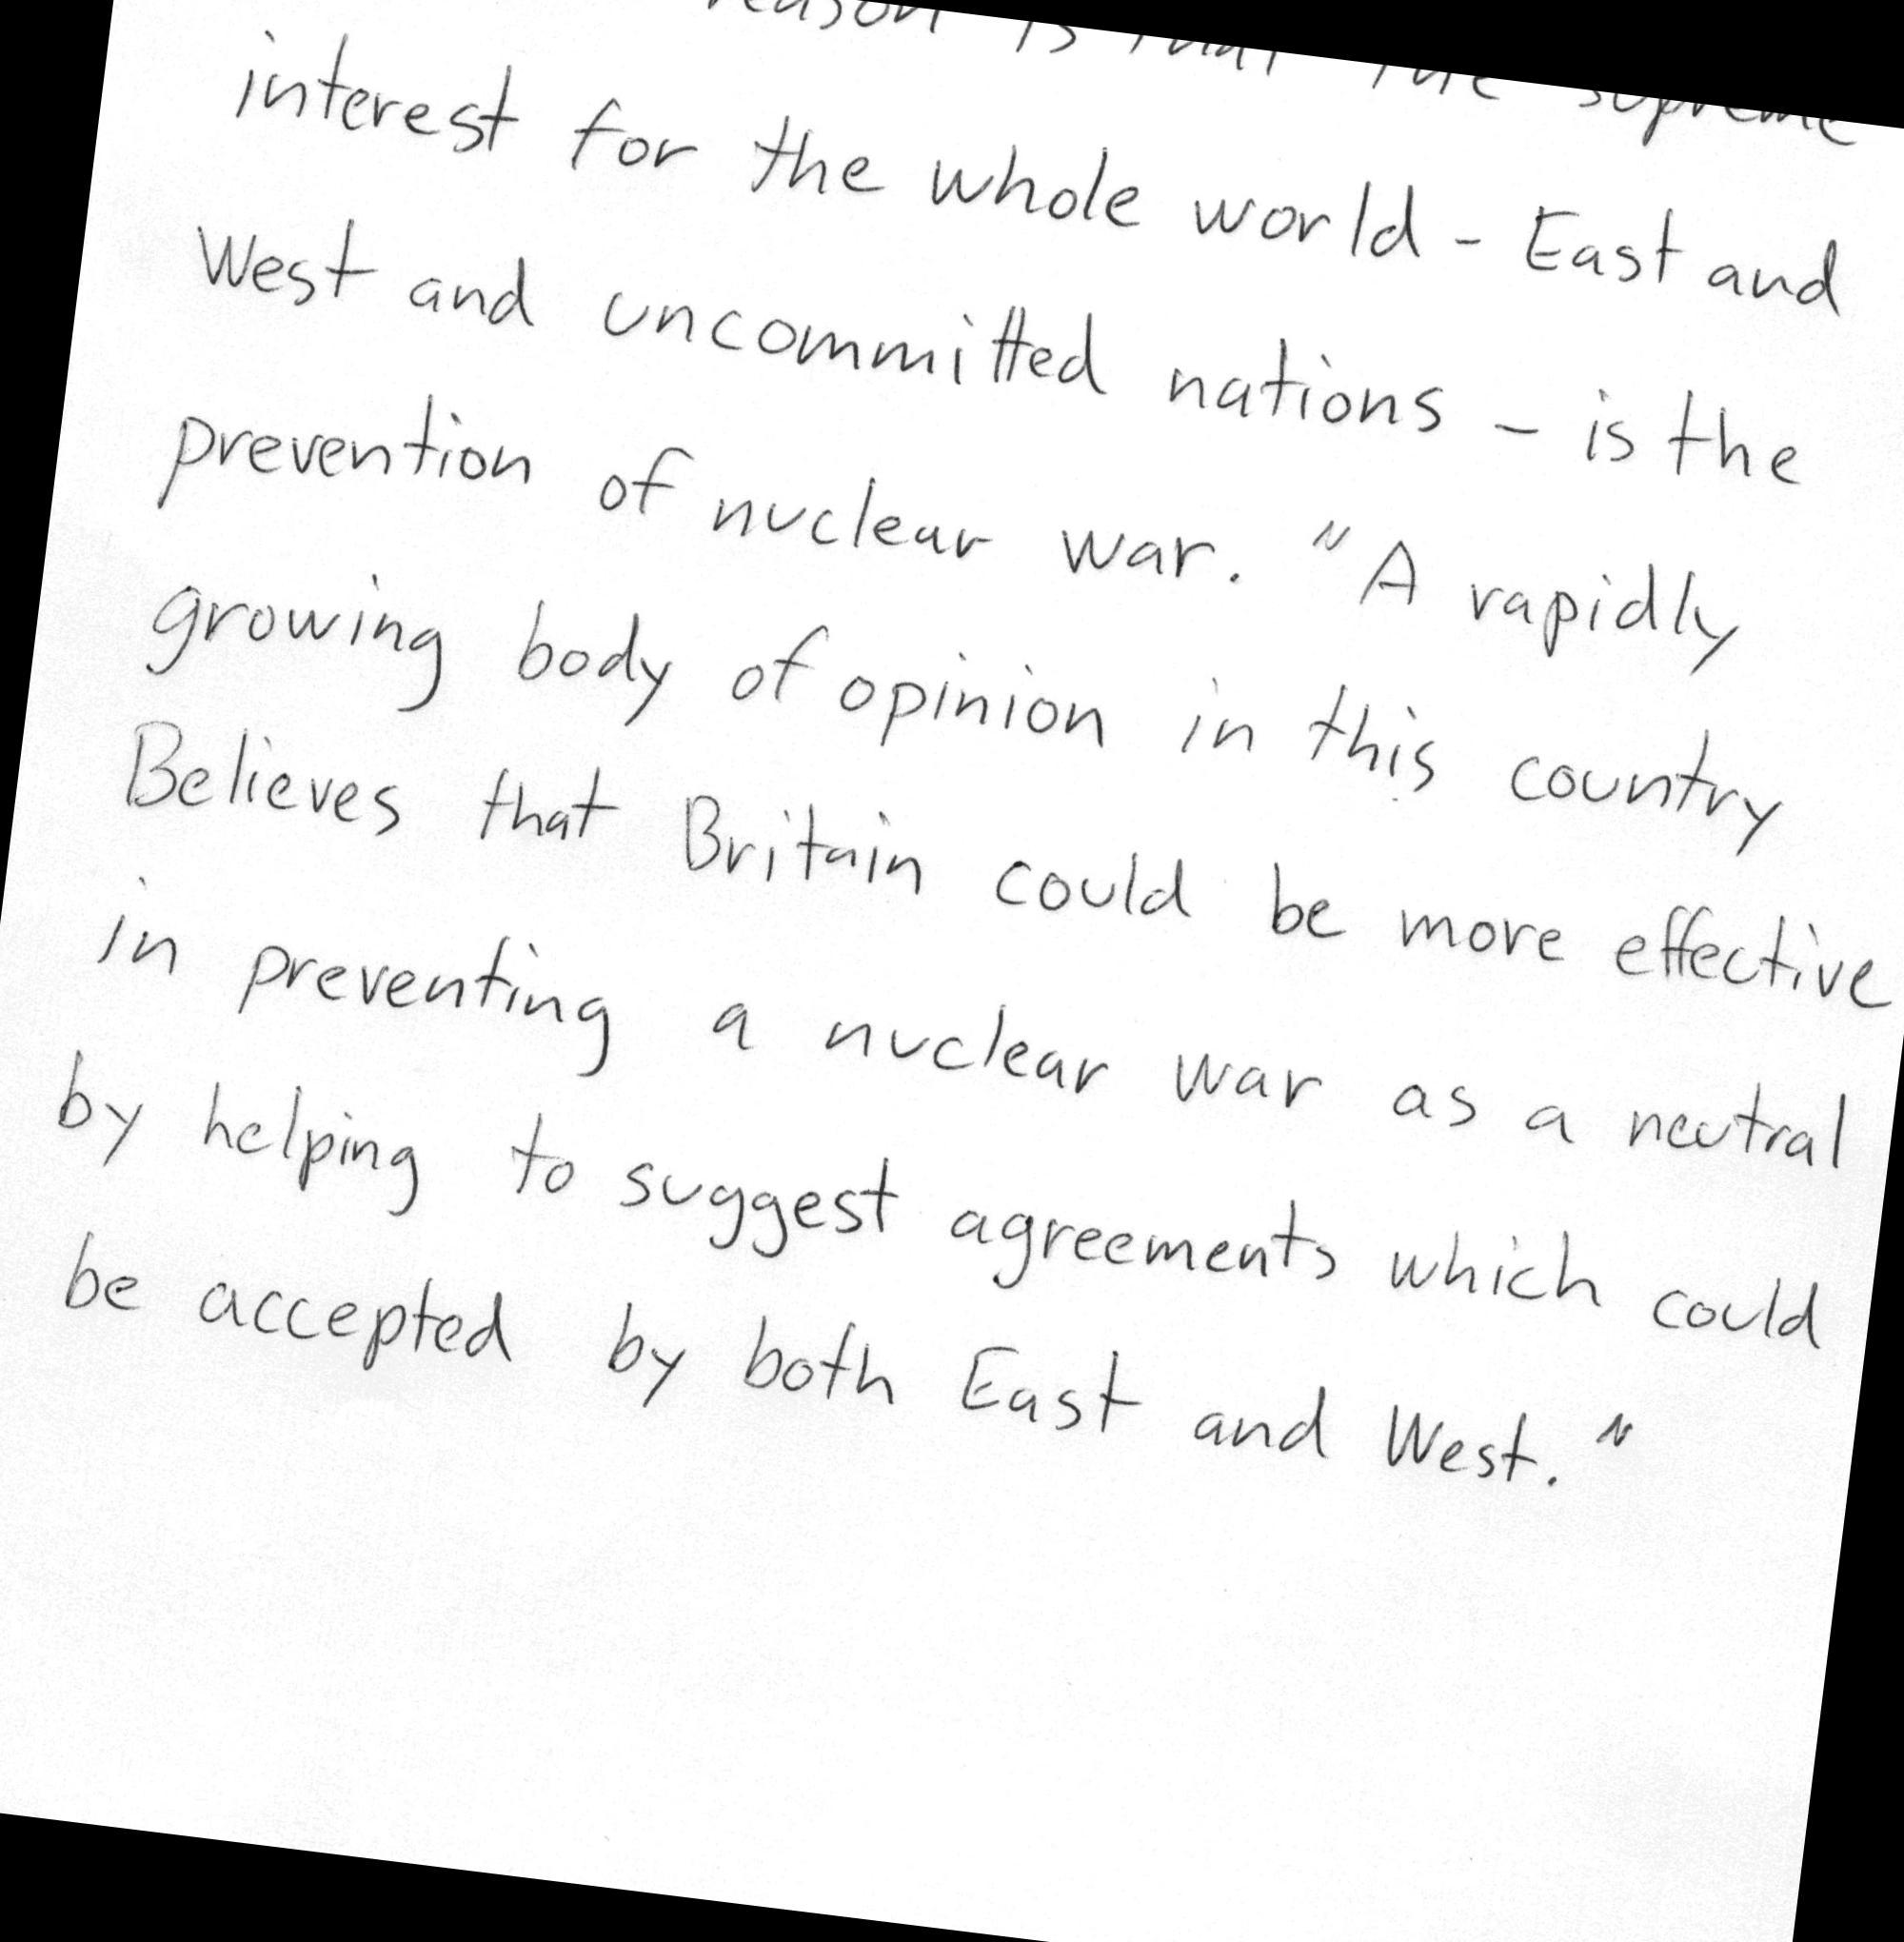 reason is that the supreme
interest for the whole world - East and
West and uncommitted nations - is the
prevention of nuclear war. "A rapidly
growing body of opinion in this country
Believes that Britain could be more effective
in preventing a nuclear war as a neutral
by helping to suggest agreements which could
be accepted by both East and West."